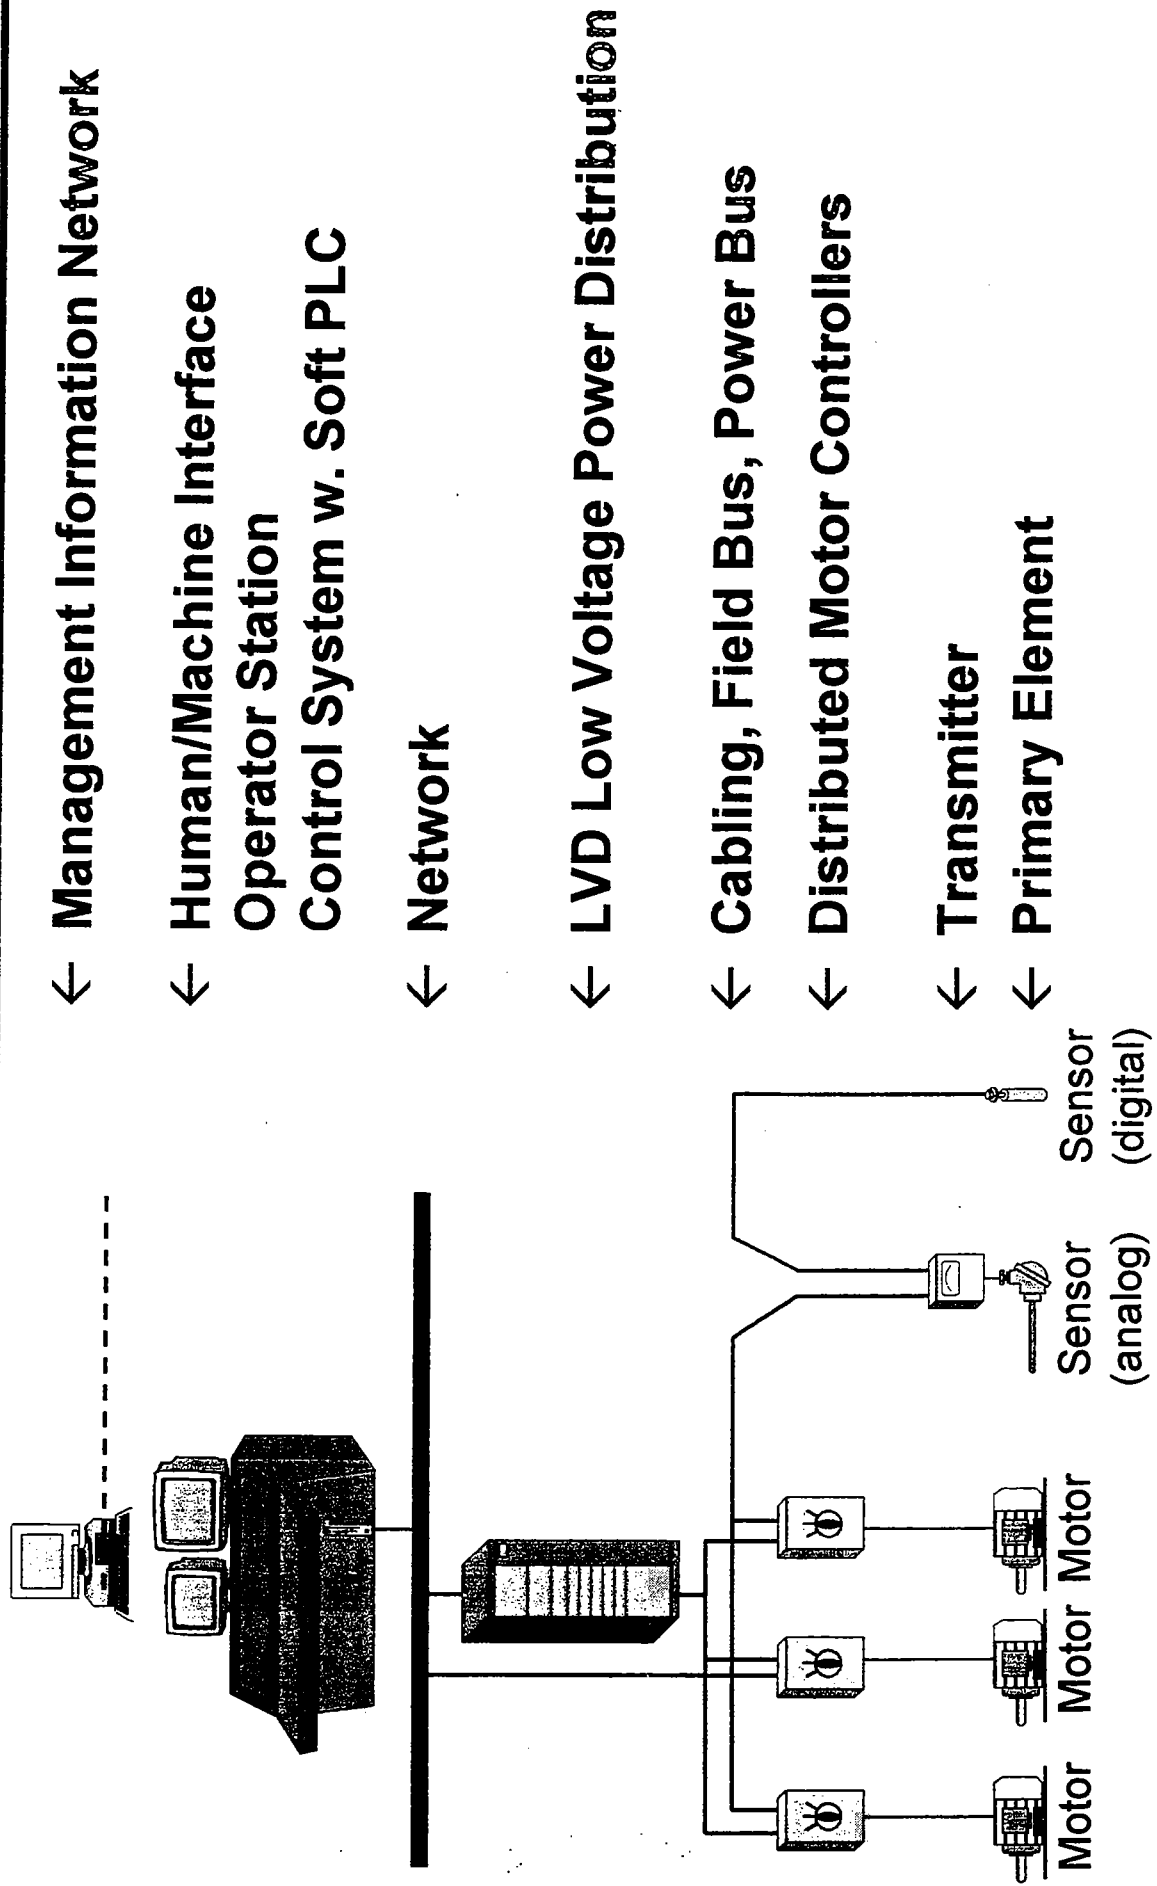 ← Management Information Network
← Human/Machine Interface
Operator Station
Control System w. Soft PLC
← Network
← LVD Low Voltage Power Distribution
← Cabling, Field Bus, Power Bus
← Distributed Motor Controllers
← Transmitter
← Primary Element
Motor Motor Motor
Sensor
(analog)
Sensor
(digital)